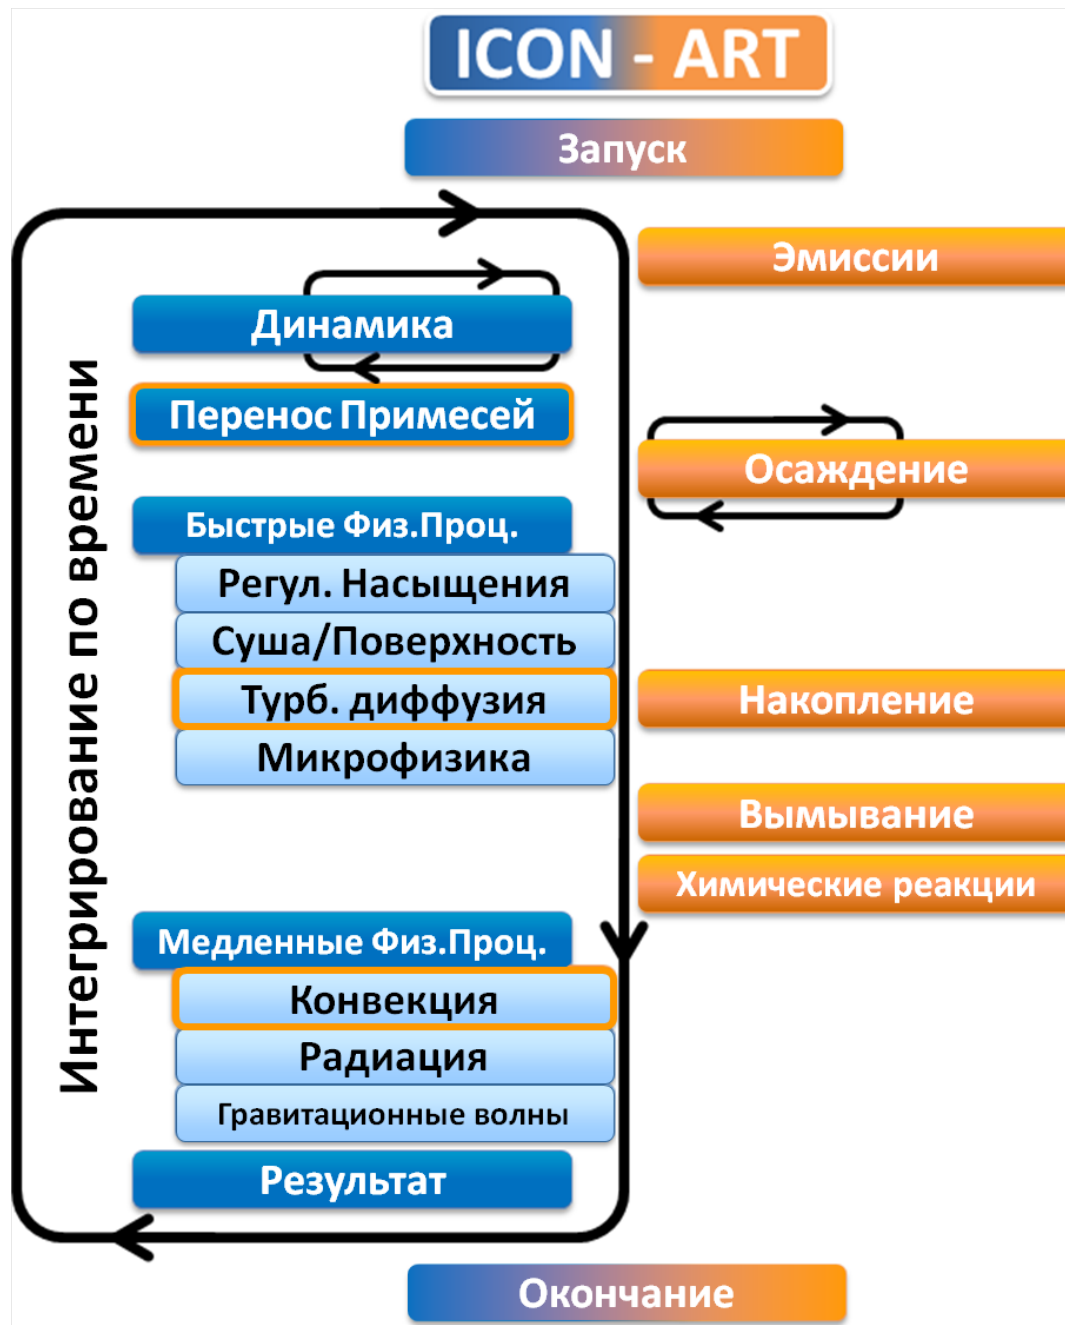 ICON - ART
Запуск
Эмиссии
Динамика
Перенос Примесей
Осаждение
Быстрые Физ.Проц.
Регул. Насыщения
Суша/Поверхность
Турб. диффузия
Накопление
Микрофизика
Вымывание
Химические реакции
Медленные Физ.Проц.
Конвекция
Радиация
Гравитационные волны
Результат
Интегрирование по времени
Окончание